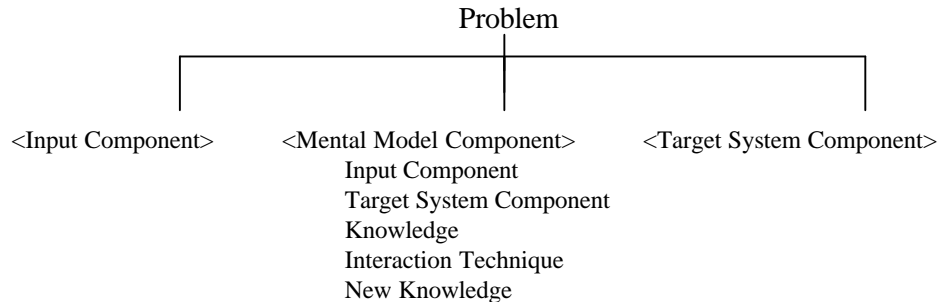 Problem
<Input Component> <Mental Model Component> <Target System Component>
Input Component
Target System Component
Knowledge
Interaction Technique
New Knowledge